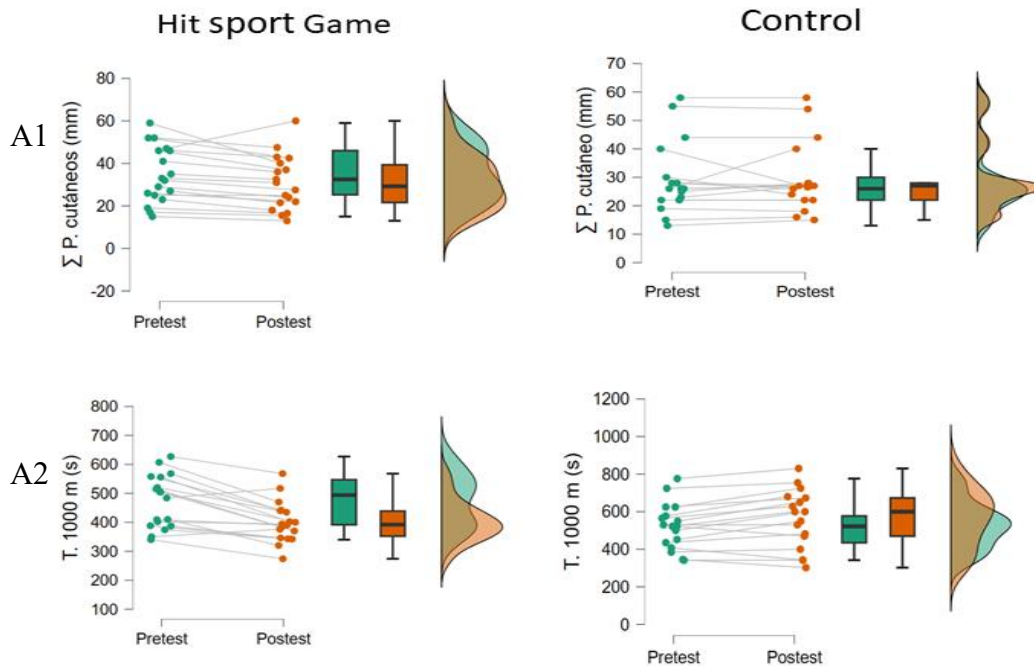 Hit sport Game
Control
A1
Σ P. cutáneos (mm)
80
60
40
20
0
-20
Pretest
Postest
Σ P. cutáneo (mm)
70
60
50
40
30
20
10
0
Pretest
Postest
A2
T. 1000 m (s)
800
700
600
500
400
300
200
100
Pretest
Postest
T. 1000 m (s)
1200
1000
800
600
400
200
0
Pretest
Postest